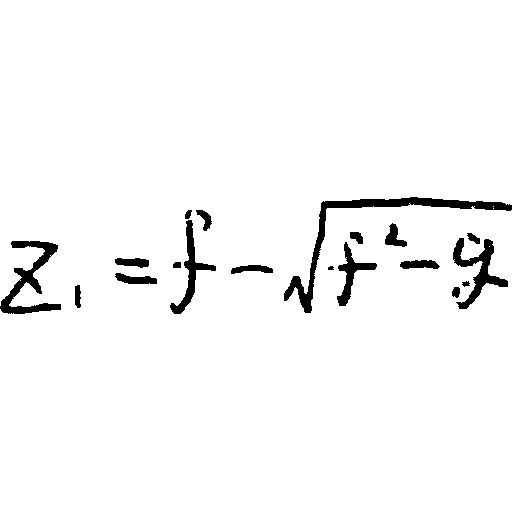 z₁ = f - √(f² - g)